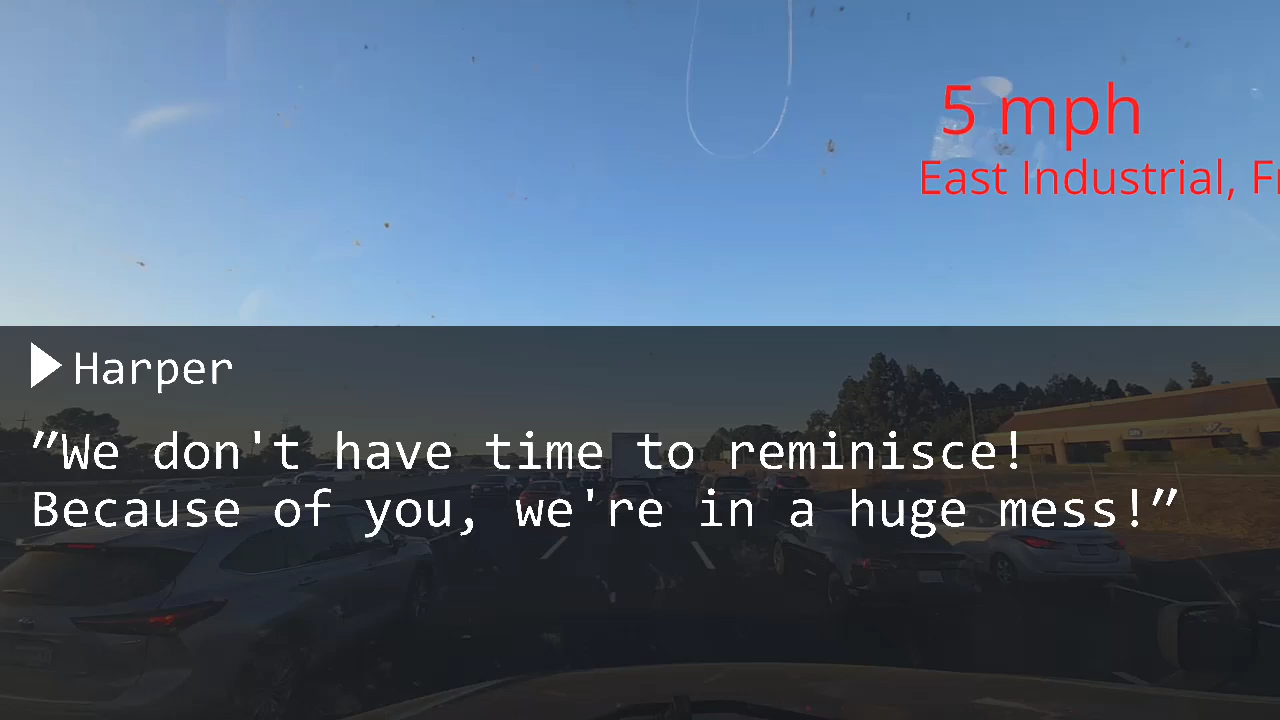 5 mph
East Industrial, Fr
Harper
”We don't have time to reminisce!
Because of you, we're in a huge mess!”